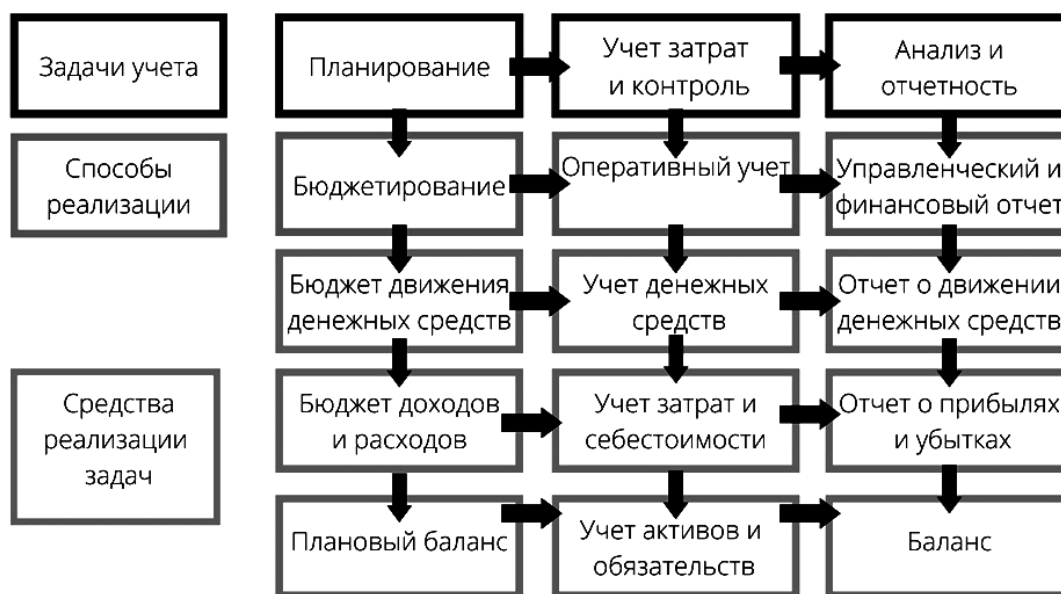 Задачи учета
Планирование
Учет затрат
и контроль
Анализ и
отчетность
Способы
реализации
Бюджетирование
Оперативный учет
Управленческий и
финансовый отчет
Бюджет движения
денежных средств
Учет денежных
средств
Отчет о движении
денежных средств
Средства
реализации
задач
Бюджет доходов
и расходов
Учет затрат и
себестоимости
Отчет о прибылях
и убытках
Плановый баланс
Учет активов и
обязательств
Баланс